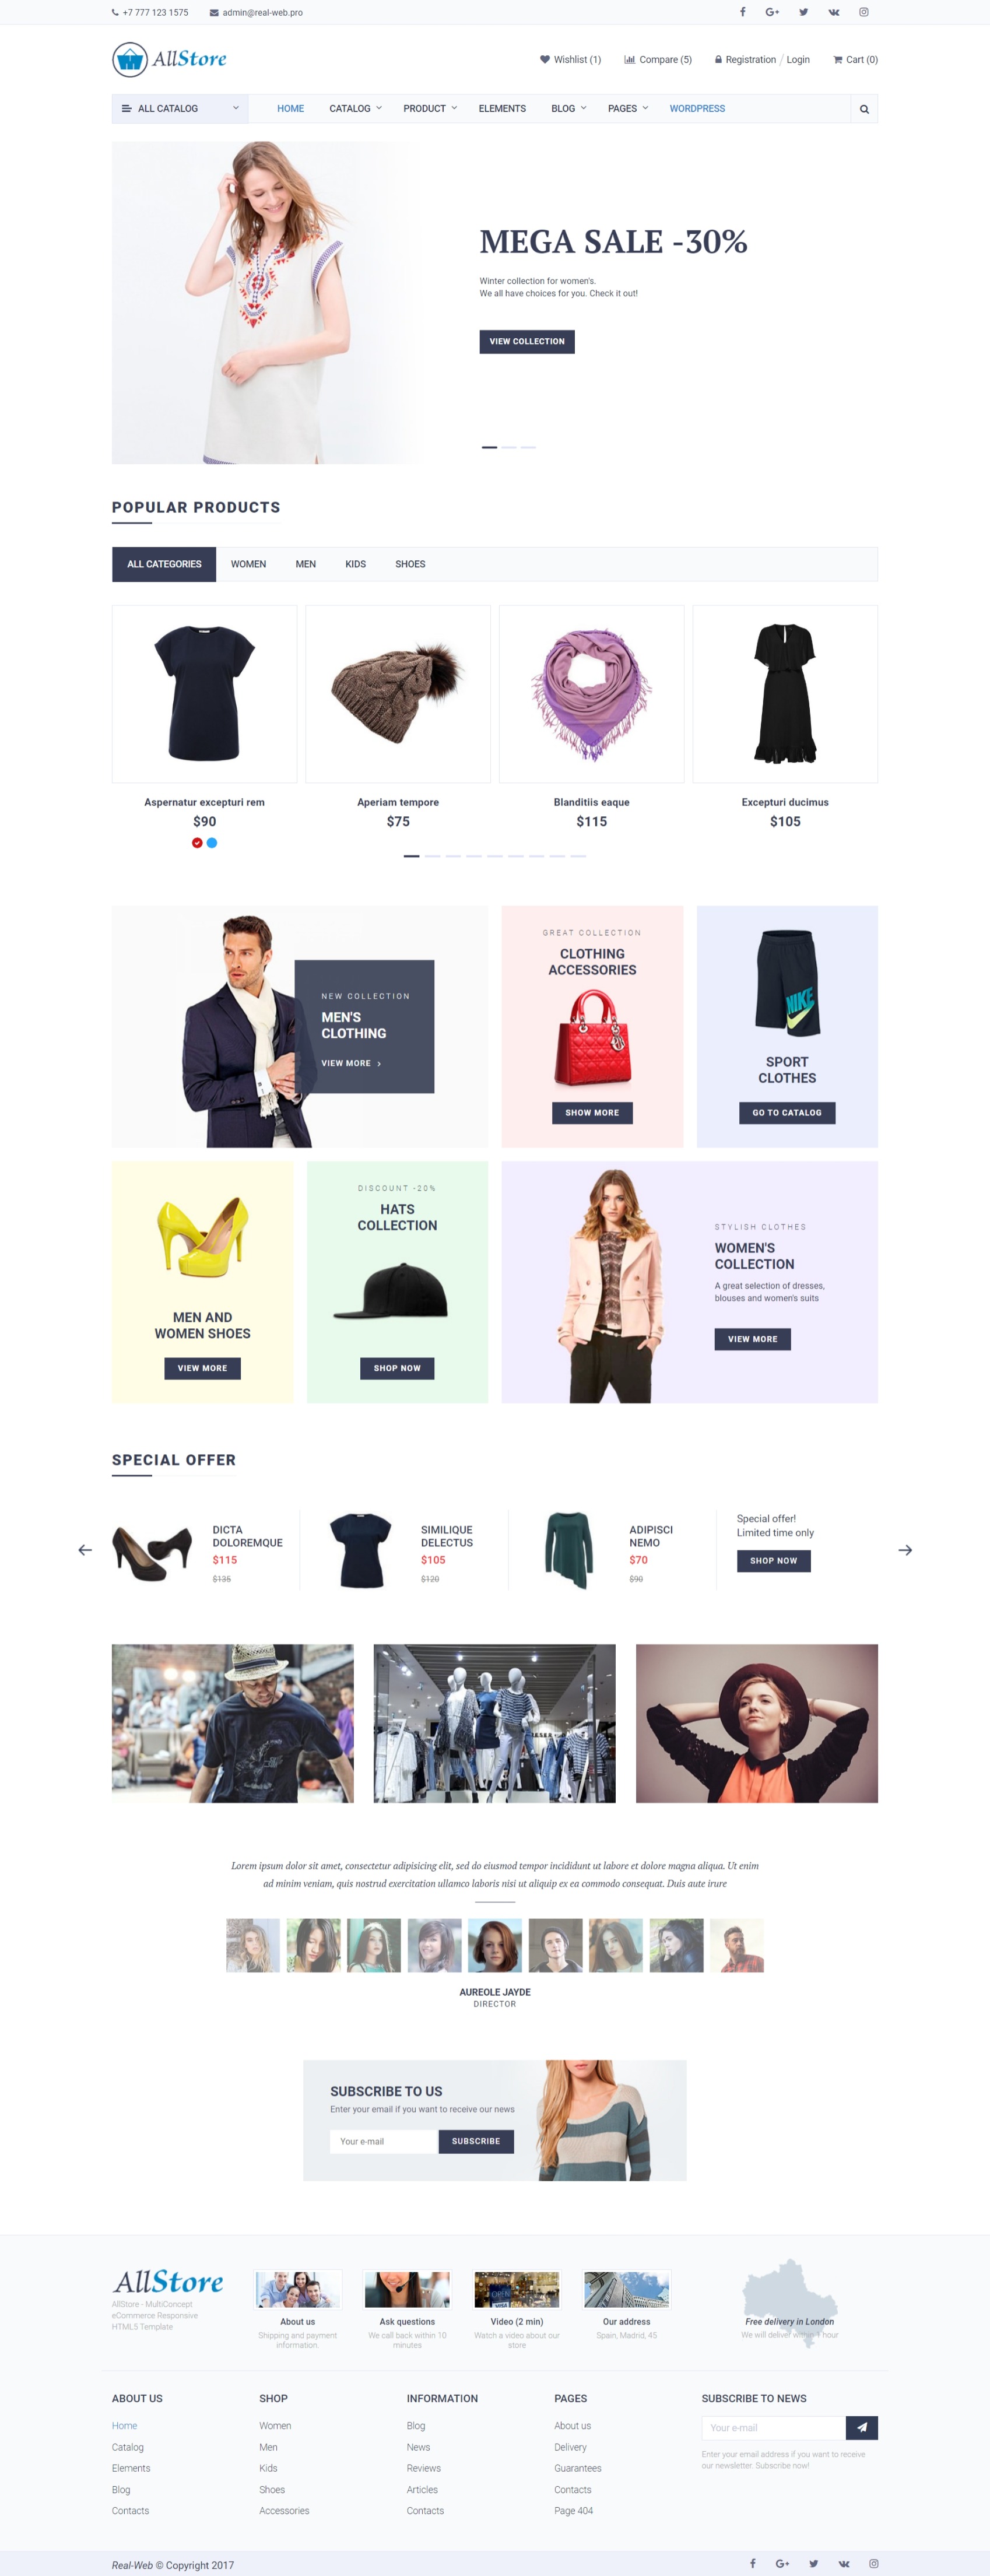 +7 777 123 1575 admin@real-web.pro
AllStore
Wishlist (1) Compare (5) Registration / Login Cart (0)
ALL CATALOG HOME CATALOG PRODUCT ELEMENTS BLOG PAGES WORDPRESS
MEGA SALE -30%
Winter collection for women's.
We all have choices for you. Check it out!
VIEW COLLECTION
POPULAR PRODUCTS
ALL CATEGORIES WOMEN MEN KIDS SHOES
Aspernatur excepturi rem
$90
Aperiam tempore
$75
Blanditiis eaque
$115
Excepturi ducimus
$105
NEW COLLECTION
MEN'S
CLOTHING
VIEW MORE
GREAT COLLECTION
CLOTHING
ACCESSORIES
SHOW MORE
NIKE
SPORT
CLOTHES
GO TO CATALOG
MEN AND
WOMEN SHOES
VIEW MORE
DISCOUNT -20%
HATS
COLLECTION
SHOP NOW
STYLISH CLOTHES
WOMEN'S
COLLECTION
A great selection of dresses,
blouses and women's suits
VIEW MORE
SPECIAL OFFER
DICTA
DOLOREMQUE
$115
$135
SIMILIQUE
DELECTUS
$105
$120
ADIPISCI
NEMO
$70
$90
Special offer!
Limited time only
SHOP NOW
Lorem ipsum dolor sit amet, consectetur adipisicing elit, sed do eiusmod tempor incididunt ut labore et dolore magna aliqua. Ut enim
ad minim veniam, quis nostrud exercitation ullamco laboris nisi ut aliquip ex ea commodo consequat. Duis aute irure
AUREOLE JAYDE
DIRECTOR
SUBSCRIBE TO US
Enter your email if you want to receive our news
Your e-mail SUBSCRIBE
AllStore
AllStore - MultiConcept
eCommerce Responsive
HTML5 Template
About us
Shipping and payment
information.
Ask questions
We call back within 10
minutes
OPEN
Video (2 min)
Watch a video about our
store
Our address
Spain, Madrid, 45
Free delivery in London
We will deliver within 1 hour
ABOUT US
Home
Catalog
Elements
Blog
Contacts
SHOP
Women
Men
Kids
Shoes
Accessories
INFORMATION
Blog
News
Reviews
Articles
Contacts
PAGES
About us
Delivery
Guarantees
Contacts
Page 404
SUBSCRIBE TO NEWS
Your e-mail
Enter your email address if you want to receive
our newsletter. Subscribe now!
Real-Web © Copyright 2017